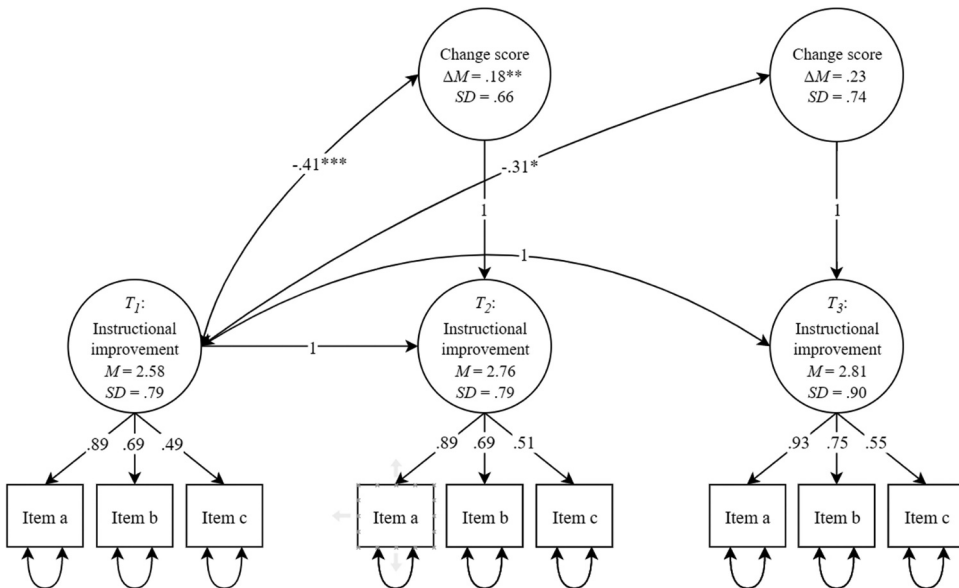 Change score
ΔM = .18**
SD = .66
Change score
ΔM = .23
SD = .74
-.41***
-.31*
1
1
1
T1:
Instructional
improvement
M = 2.58
SD = .79
1
T2:
Instructional
improvement
M = 2.76
SD = .79
T3:
Instructional
improvement
M = 2.81
SD = .90
.89 .69 .49
.89 .69 .51
.93 .75 .55
Item a Item b Item c
Item a Item b Item c
Item a Item b Item c